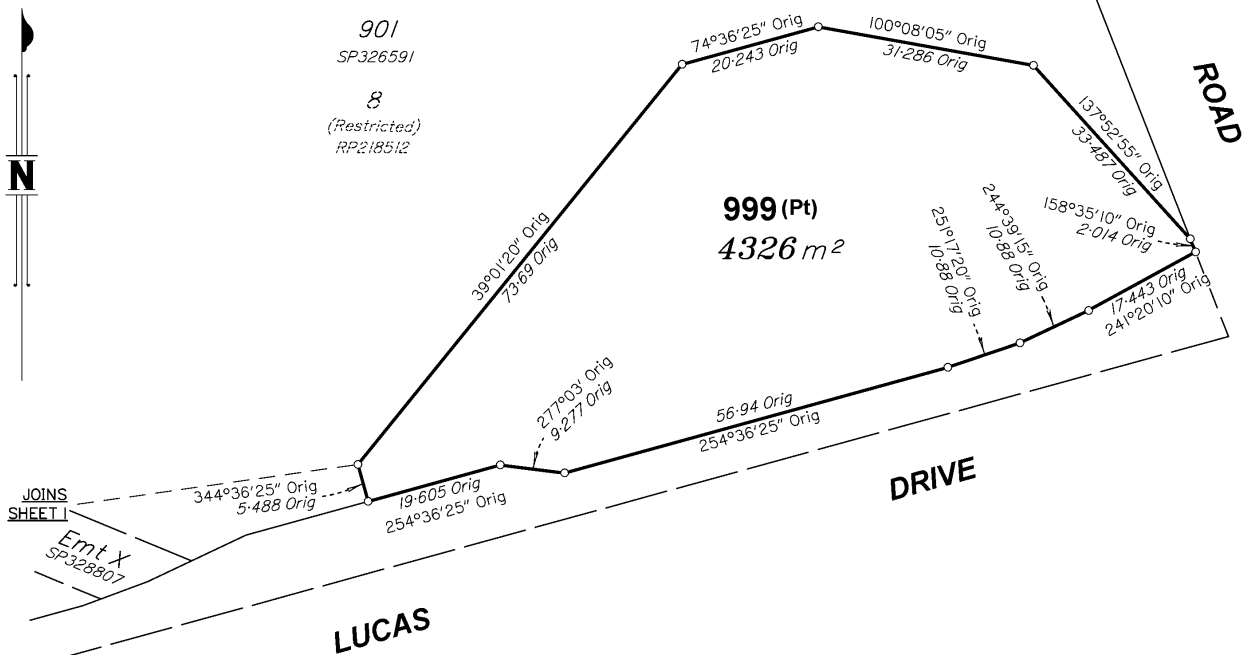 901
SP326591
8
(Restricted)
RP218512
N
74°36'25" Orig
20·243 Orig
100°08'05" Orig
31·286 Orig
ROAD
137°52'55" Orig
33·487 Orig
999 (Pt)
4326 m²
158°35'10" Orig
2·014 Orig
244°39'15" Orig
10·88 Orig
251°17'20" Orig
10·88 Orig
17·443 Orig
241°20'10" Orig
39°01'20" Orig
73·69 Orig
277°03' Orig
9·277 Orig
56·94 Orig
254°36'25" Orig
344°36'25" Orig
5·488 Orig
19·605 Orig
254°36'25" Orig
JOINS
SHEET 1
Emt X
SP328807
LUCAS DRIVE